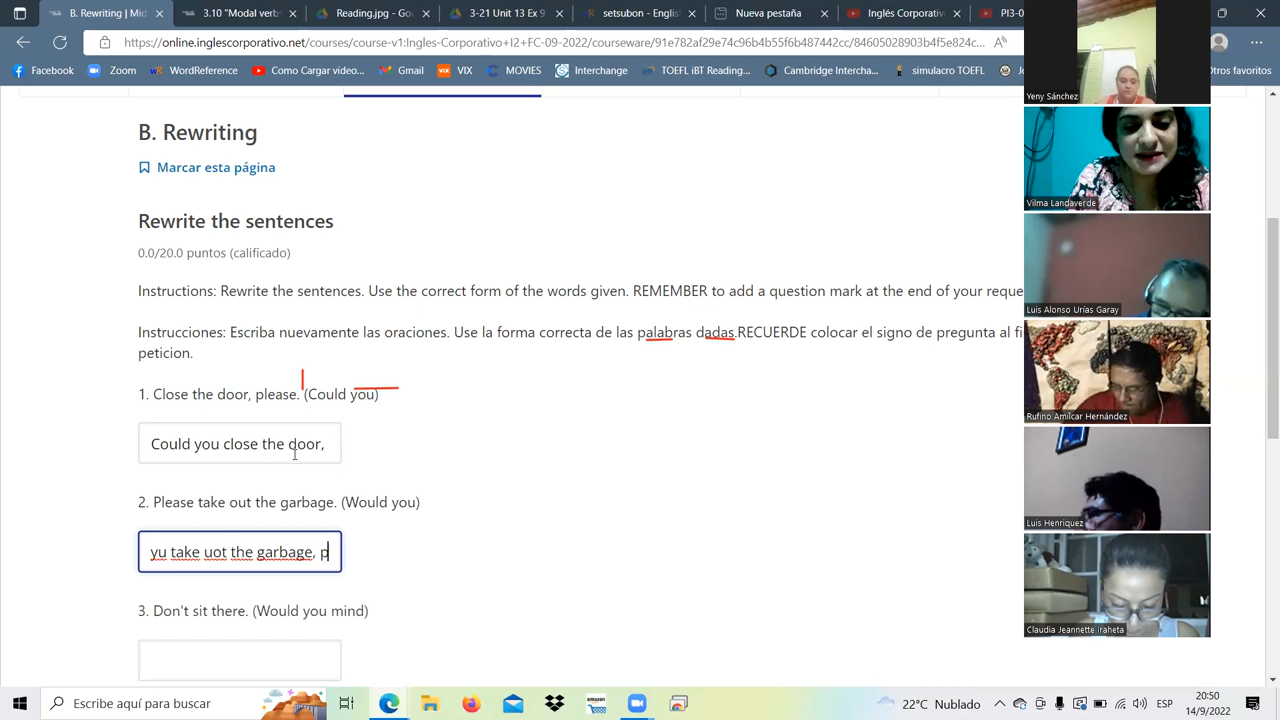 B. Rewriting | Mod
3.10 "Modal verbs
Reading.jpg - Go
3-21 Unit 13 Ex 9
setsubon - English
Nueva pestaña
Inglés Corporativo
PI3-0
https://online.inglescorporativo.net/courses/course-v1:Ingles-Corporativo+I2+FC-09-2022/courseware/91e782af29e74c96b4b55f6b487442cc/84605028903b4f5e824c...
Facebook
Zoom
WordReference
Como Cargar video...
Gmail
VIX
MOVIES
Interchange
TOEFL iBT Reading...
Cambridge Intercha...
simulacro TOEFL
Otros favoritos
B. Rewriting
Marcar esta página
Rewrite the sentences
0.0/20.0 puntos (calificado)
Instructions: Rewrite the sentences. Use the correct form of the words given. REMEMBER to add a question mark at the end of your reque
Instrucciones: Escriba nuevamente las oraciones. Use la forma correcta de las palabras dadas.RECUERDE colocar el signo de pregunta al fi
peticion.
1. Close the door, please. (Could you)
Could you close the door,
2. Please take out the garbage. (Would you)
yu take uot the garbage, p
3. Don't sit there. (Would you mind)
Yeny Sánchez
Vilma Landaverde
Luis Alonso Urías Garay
Rufino Amílcar Hernández
Luis Henriquez
Claudia Jeannette Iraheta
Escribe aquí para buscar
22°C Nublado
ESP
20:50
14/9/2022